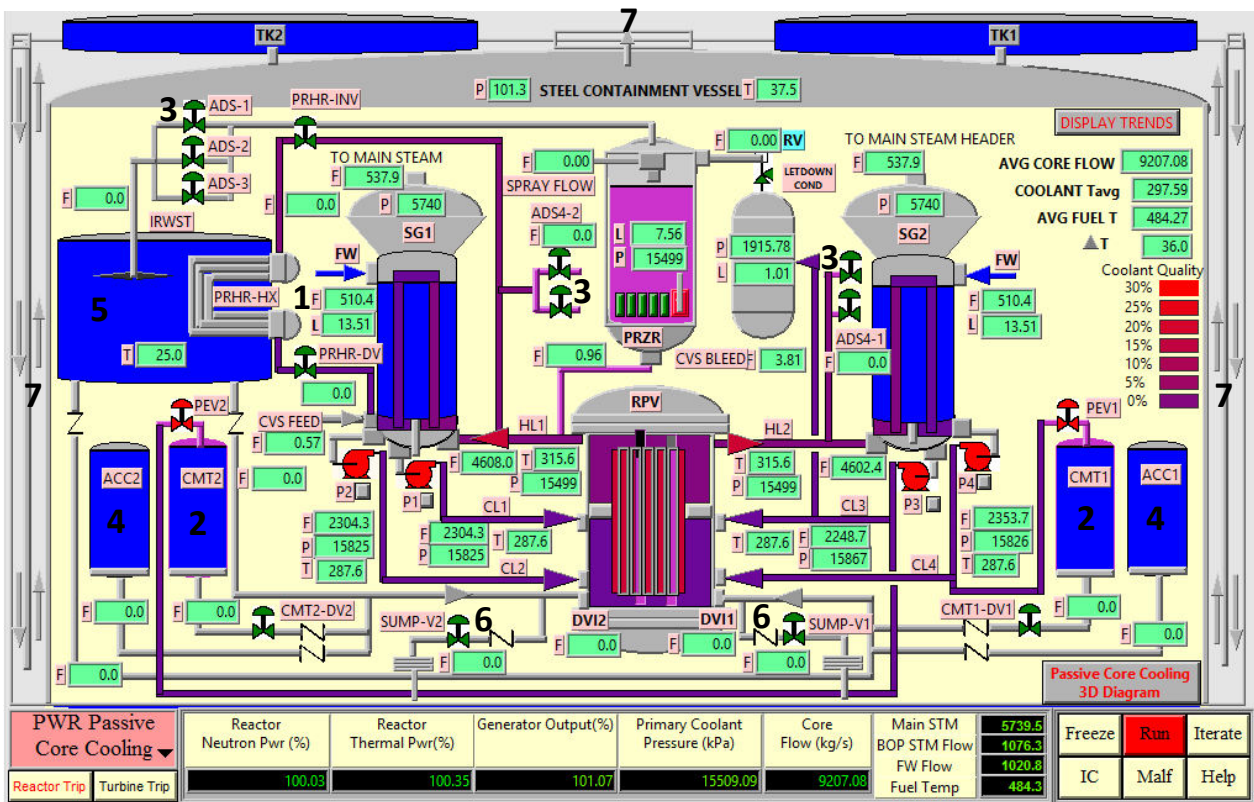 7
TK2
TK1
P 101.3 STEEL CONTAINMENT VESSEL T 37.5
3
ADS-1
PRHR-INV
ADS-2
ADS-3
F 0.0
IRWST
F 0.0
TO MAIN STEAM
F 537.9
P 5740
SG1
F 0.00
SPRAY FLOW
ADS4-2
F 0.0
3
F 0.00 RV
LETDOWN
COND
TO MAIN STEAM HEADER
F 537.9
P 5740
SG2
DISPLAY TRENDS
AVG CORE FLOW 9207.08
COOLANT Tavg 297.59
AVG FUEL T 484.27
T 36.0
Coolant Quality
30%
25%
20%
15%
10%
5%
0%
L 7.56
P 15499
PRZR
P 1915.78
L 1.01
3
FW
FW
5
PRHR-HX
1
F 510.4
L 13.51
F 510.4
L 13.51
T 25.0
PRHR-DV
0.0
F 0.96
CVS BLEED F 3.81
ADS4-1
F 0.0
7
7
PEV2
CVS FEED
F 0.57
F 0.0
RPV
HL1
HL2
PEV1
F 4608.0
T 315.6
P 15499
T 315.6
P 15499
F 4602.4
P2
P1
P3
P4
ACC2
4
CMT2
2
CMT1
2
ACC1
4
CL1
CL3
F 2304.3
P 15825
T 287.6
F 2304.3
P 15825
T 287.6
T 287.6
F 2248.7
P 15867
F 2353.7
P 15826
T 287.6
CL2
CL4
F 0.0
F 0.0
CMT2-DV2
SUMP-V2
6
DVI2
DVI1
F 0.0
F 0.0
6
SUMP-V1
CMT1-DV1
F 0.0
F 0.0
F 0.0
F 0.0
F 0.0
Passive Core Cooling
3D Diagram
PWR Passive
Core Cooling
Reactor Trip
Turbine Trip
Reactor
Neutron Pwr (%)
100.03
Reactor
Thermal Pwr(%)
100.35
Generator Output(%)
101.07
Primary Coolant
Pressure (kPa)
15509.09
Core
Flow (kg/s)
9207.08
Main STM 5739.5
BOP STM Flow 1076.3
FW Flow 1020.8
Fuel Temp 484.3
Freeze
Run
Iterate
IC
Malf
Help